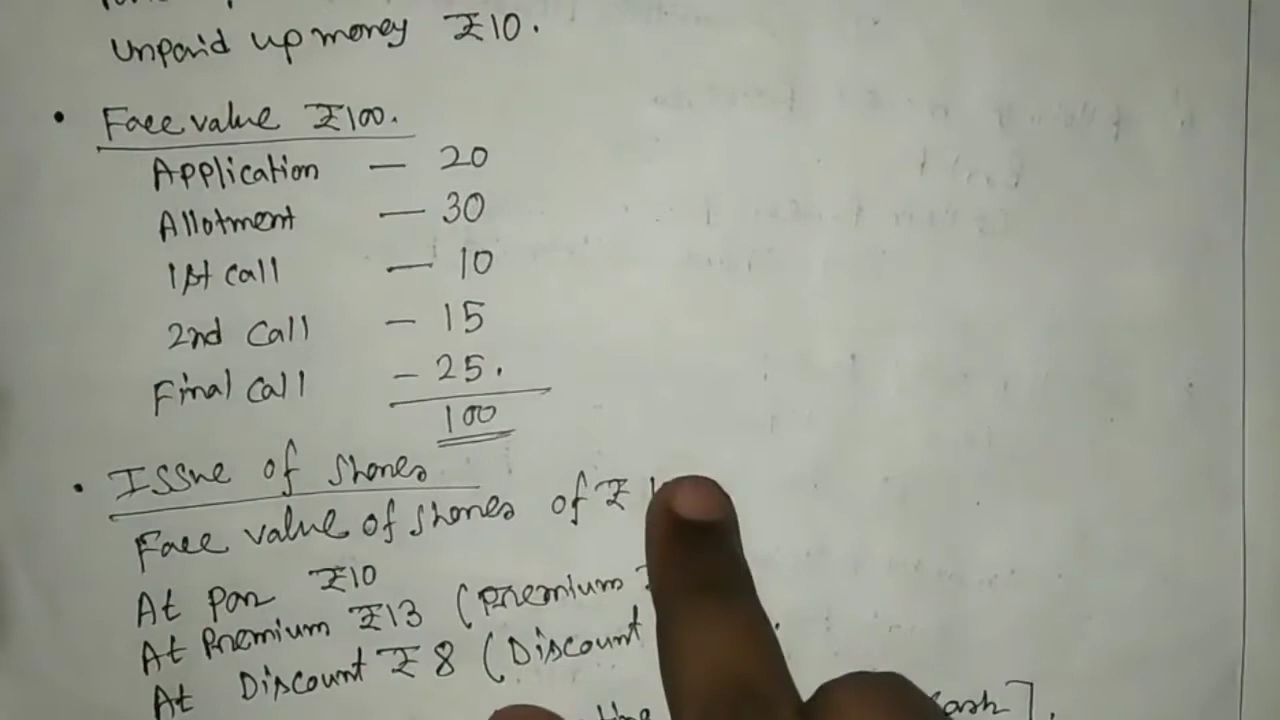 Unpaid up money ₹10.
• Face value ₹100.
Application — 20
Allotment — 30
1st call — 10
2nd call — 15
Final call — 25.
100
• Issue of shares
Face value of shares of ₹
At par ₹10
At Premium ₹13 (Premium
At Discount ₹8 (Discount
cash].